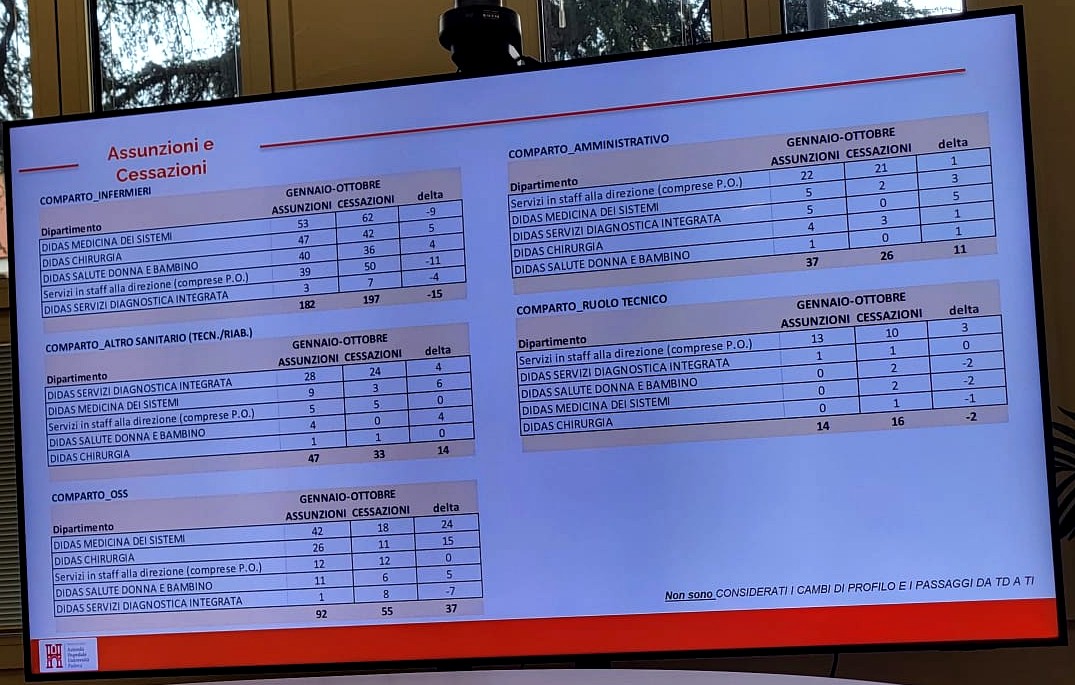 Assunzioni e
Cessazioni
COMPARTO_INFERMIERI
GENNAIO-OTTOBRE
Dipartimento ASSUNZIONI CESSAZIONI delta
DIDAS MEDICINA DEI SISTEMI 53 62 -9
DIDAS CHIRURGIA 47 42 5
DIDAS SALUTE DONNA E BAMBINO 40 36 4
Servizi in staff alla direzione (comprese P.O.) 39 50 -11
DIDAS SERVIZI DIAGNOSTICA INTEGRATA 3 7 -4
182 197 -15
COMPARTO_ALTRO SANITARIO (TECN./RIAB.)
GENNAIO-OTTOBRE
Dipartimento ASSUNZIONI CESSAZIONI delta
DIDAS SERVIZI DIAGNOSTICA INTEGRATA 28 24 4
DIDAS MEDICINA DEI SISTEMI 9 3 6
Servizi in staff alla direzione (comprese P.O.) 5 5 0
DIDAS SALUTE DONNA E BAMBINO 4 0 4
DIDAS CHIRURGIA 1 1 0
47 33 14
COMPARTO_OSS
GENNAIO-OTTOBRE
Dipartimento ASSUNZIONI CESSAZIONI delta
DIDAS MEDICINA DEI SISTEMI 42 18 24
DIDAS CHIRURGIA 26 11 15
Servizi in staff alla direzione (comprese P.O.) 12 12 0
DIDAS SALUTE DONNA E BAMBINO 11 6 5
DIDAS SERVIZI DIAGNOSTICA INTEGRATA 1 8 -7
92 55 37
COMPARTO_AMMINISTRATIVO
GENNAIO-OTTOBRE
Dipartimento ASSUNZIONI CESSAZIONI delta
Servizi in staff alla direzione (comprese P.O.) 22 21 1
DIDAS MEDICINA DEI SISTEMI 5 2 3
DIDAS SERVIZI DIAGNOSTICA INTEGRATA 5 0 5
DIDAS CHIRURGIA 4 3 1
DIDAS SALUTE DONNA E BAMBINO 1 0 1
37 26 11
COMPARTO_RUOLO TECNICO
GENNAIO-OTTOBRE
Dipartimento ASSUNZIONI CESSAZIONI delta
Servizi in staff alla direzione (comprese P.O.) 13 10 3
DIDAS SERVIZI DIAGNOSTICA INTEGRATA 1 1 0
DIDAS SALUTE DONNA E BAMBINO 0 2 -2
DIDAS MEDICINA DEI SISTEMI 0 2 -2
DIDAS CHIRURGIA 0 1 -1
14 16 -2
Non sono CONSIDERATI I CAMBI DI PROFILO E I PASSAGGI DA TD A TI
Azienda
Ospedale
Università
Padova